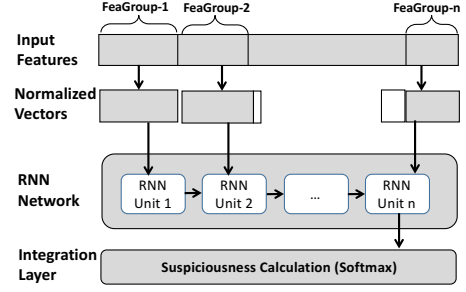 FeaGroup-1 FeaGroup-2 FeaGroup-n
Input
Features
Normalized
Vectors
RNN
Network
RNN
Unit 1
RNN
Unit 2
...
RNN
Unit n
Integration
Layer
Suspiciousness Calculation (Softmax)